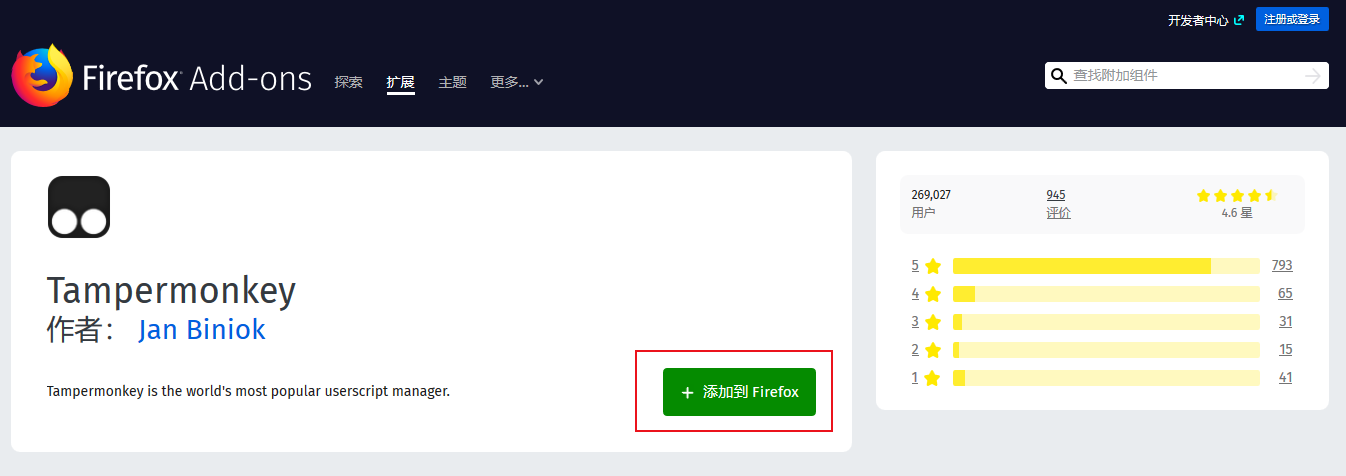 开发者中心
注册或登录
Firefox Add-ons
探索
扩展
主题
更多...
查找附加组件
Tampermonkey
作者： Jan Biniok
Tampermonkey is the world's most popular userscript manager.
+ 添加到 Firefox
269,027
用户
945
评价
4.6 星
5 793
4 65
3 31
2 15
1 41